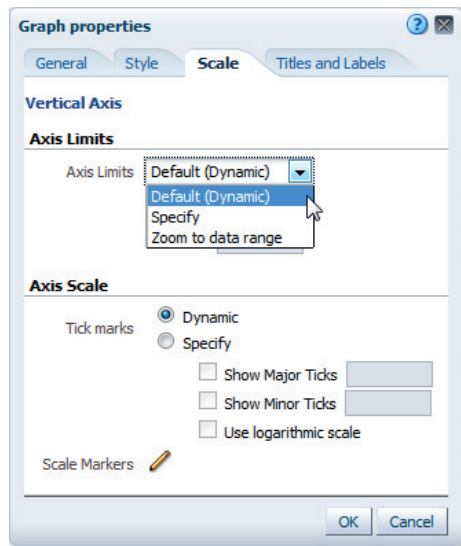 Graph properties
General Style Scale Titles and Labels
Vertical Axis
Axis Limits
Axis Limits Default (Dynamic)
Default (Dynamic)
Specify
Zoom to data range
Axis Scale
Tick marks Dynamic
Specify
Show Major Ticks
Show Minor Ticks
Use logarithmic scale
Scale Markers
OK Cancel